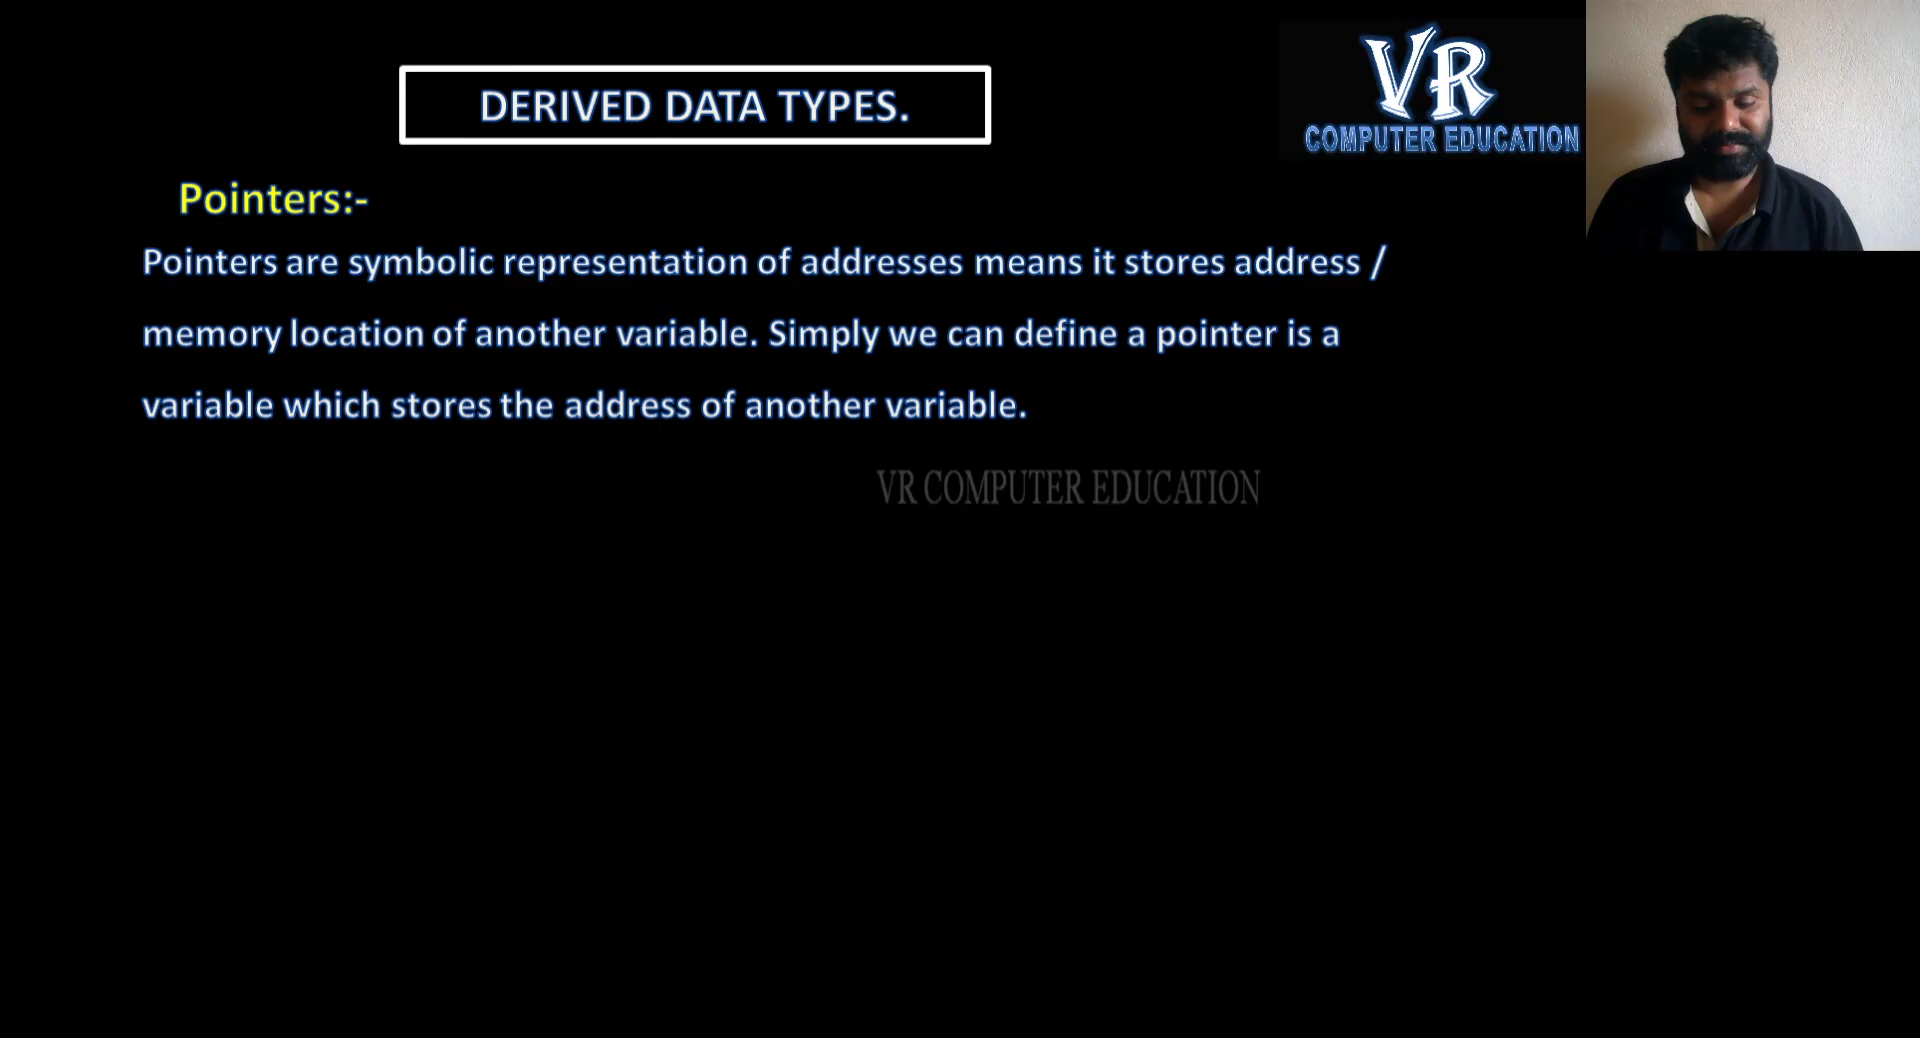 DERIVED DATA TYPES.
VR
COMPUTER EDUCATION
Pointers:-
Pointers are symbolic representation of addresses means it stores address /
memory location of another variable. Simply we can define a pointer is a
variable which stores the address of another variable.
VR COMPUTER EDUCATION